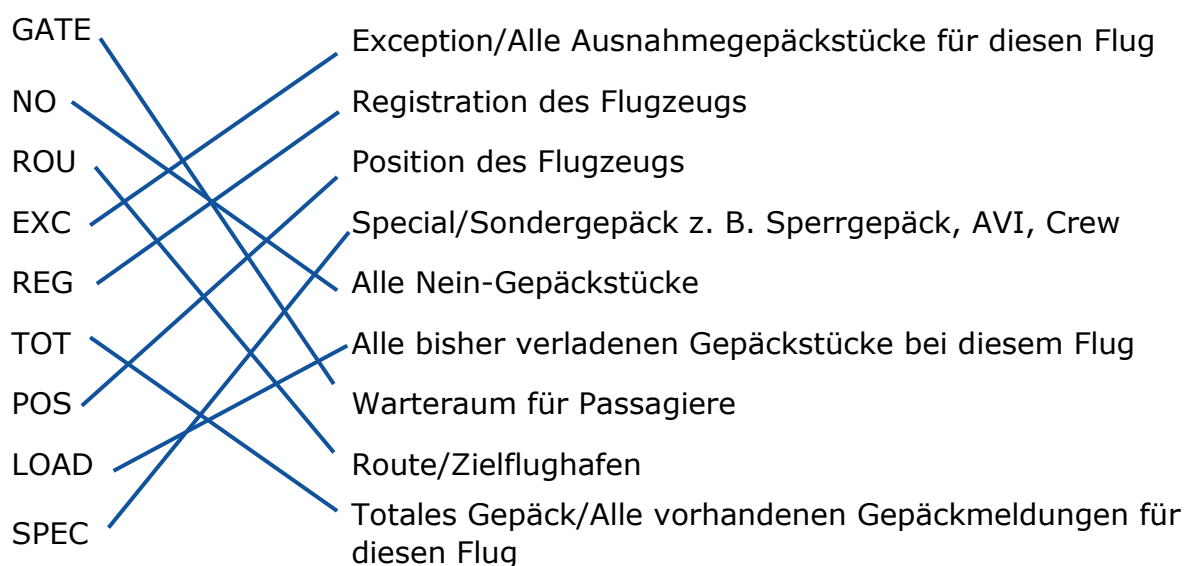 GATE
Exception/Alle Ausnahmegepäckstücke für diesen Flug
NO
Registration des Flugzeugs
ROU
Position des Flugzeugs
EXC
Special/Sondergepäck z. B. Sperrgepäck, AVI, Crew
REG
Alle Nein-Gepäckstücke
TOT
Alle bisher verladenen Gepäckstücke bei diesem Flug
POS
Warteraum für Passagiere
LOAD
Route/Zielflughafen
SPEC
Totales Gepäck/Alle vorhandenen Gepäckmeldungen für
diesen Flug